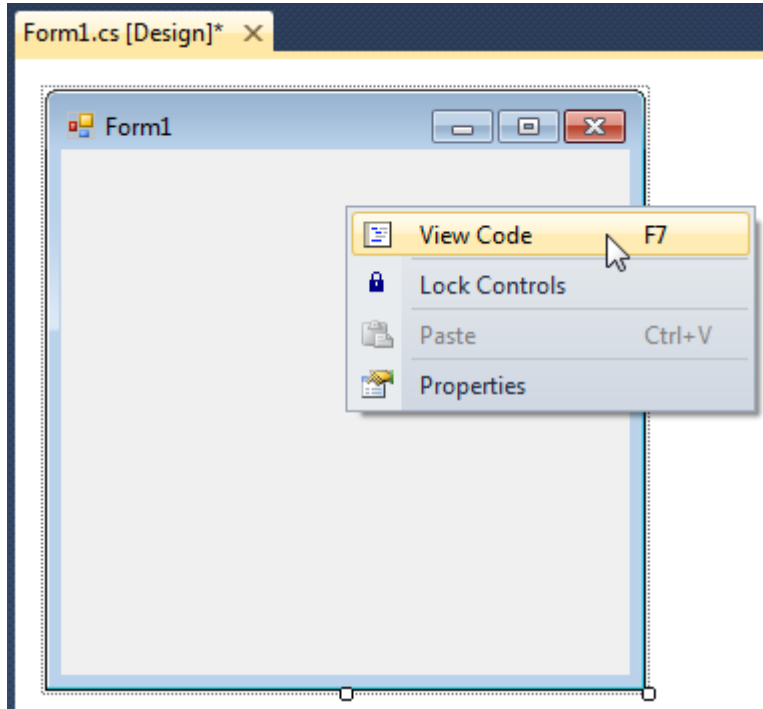 Form1.cs [Design]*
Form1
View Code F7
Lock Controls
Paste Ctrl+V
Properties